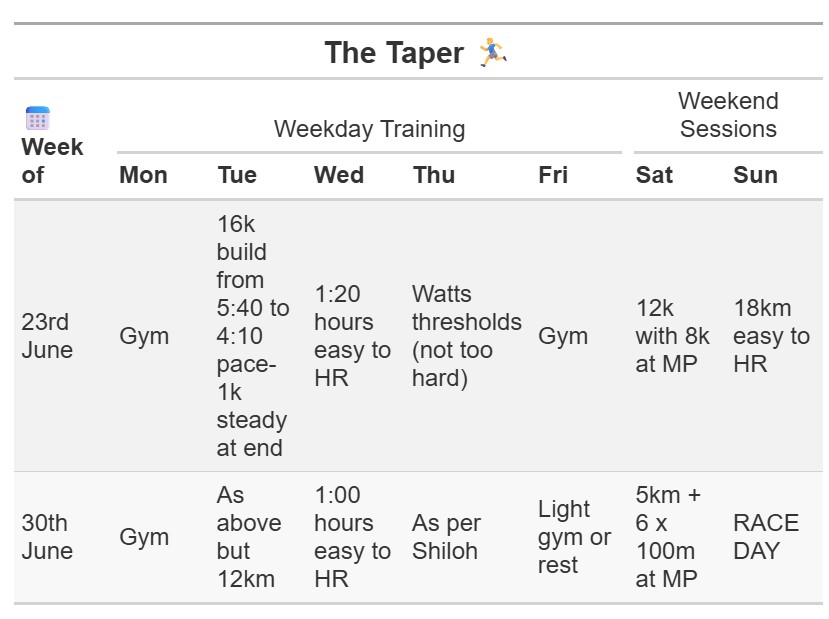 The Taper 🏃
📅
Week
of
Weekday Training
Weekend
Sessions
Mon
Tue
Wed
Thu
Fri
Sat
Sun
23rd
June
Gym
16k
build
from
5:40 to
4:10
pace-
1k
steady
at end
1:20
hours
easy to
HR
Watts
thresholds
(not too
hard)
Gym
12k
with 8k
at MP
18km
easy to
HR
30th
June
Gym
As
above
but
12km
1:00
hours
easy to
HR
As per
Shiloh
Light
gym or
rest
5km +
6 x
100m
at MP
RACE
DAY